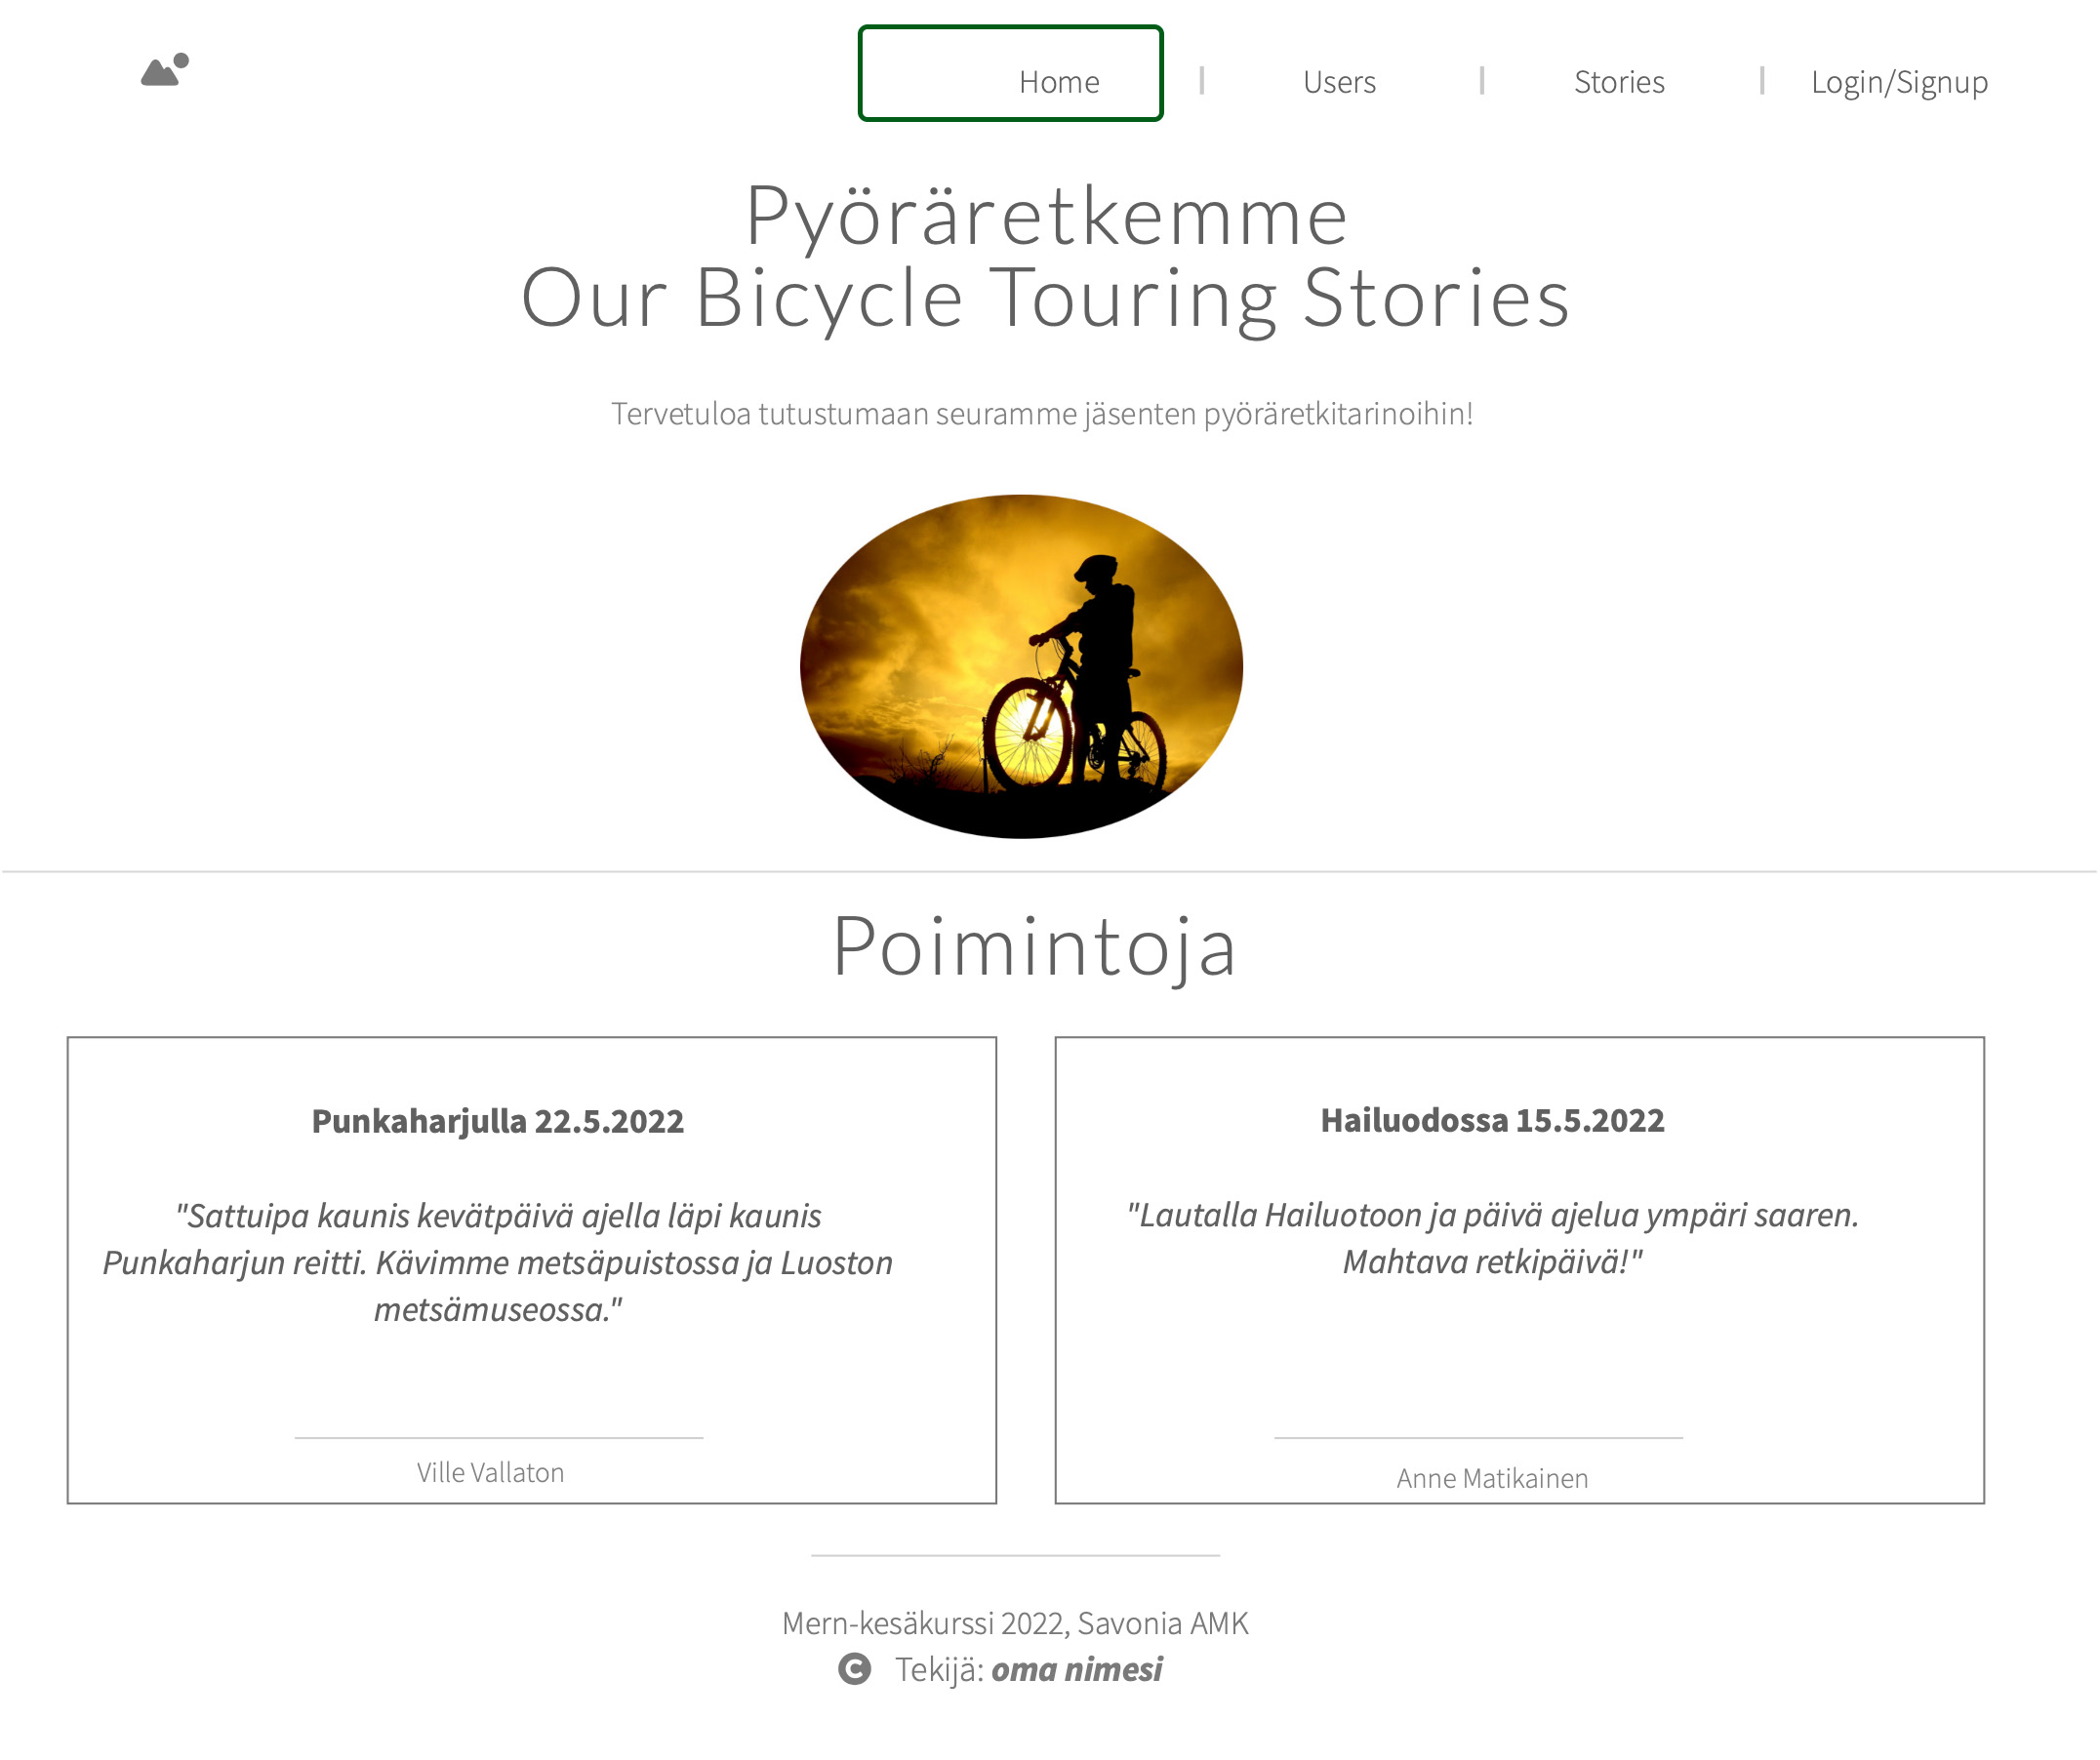 Home | Users | Stories | Login/Signup
Pyöräretkemme
Our Bicycle Touring Stories
Tervetuloa tutustumaan seuramme jäsenten pyöräretkitarinoihin!
Poimintoja
Punkaharjulla 22.5.2022
"Sattuipa kaunis kevätpäivä ajella läpi kaunis
Punkaharjun reitti. Kävimme metsäpuistossa ja Luoston
metsämuseossa."
Ville Vallaton
Hailuodossa 15.5.2022
"Lautalla Hailuotoon ja päivä ajelua ympäri saaren.
Mahtava retkipäivä!"
Anne Matikainen
Mern-kesäkurssi 2022, Savonia AMK
© Tekijä: oma nimesi